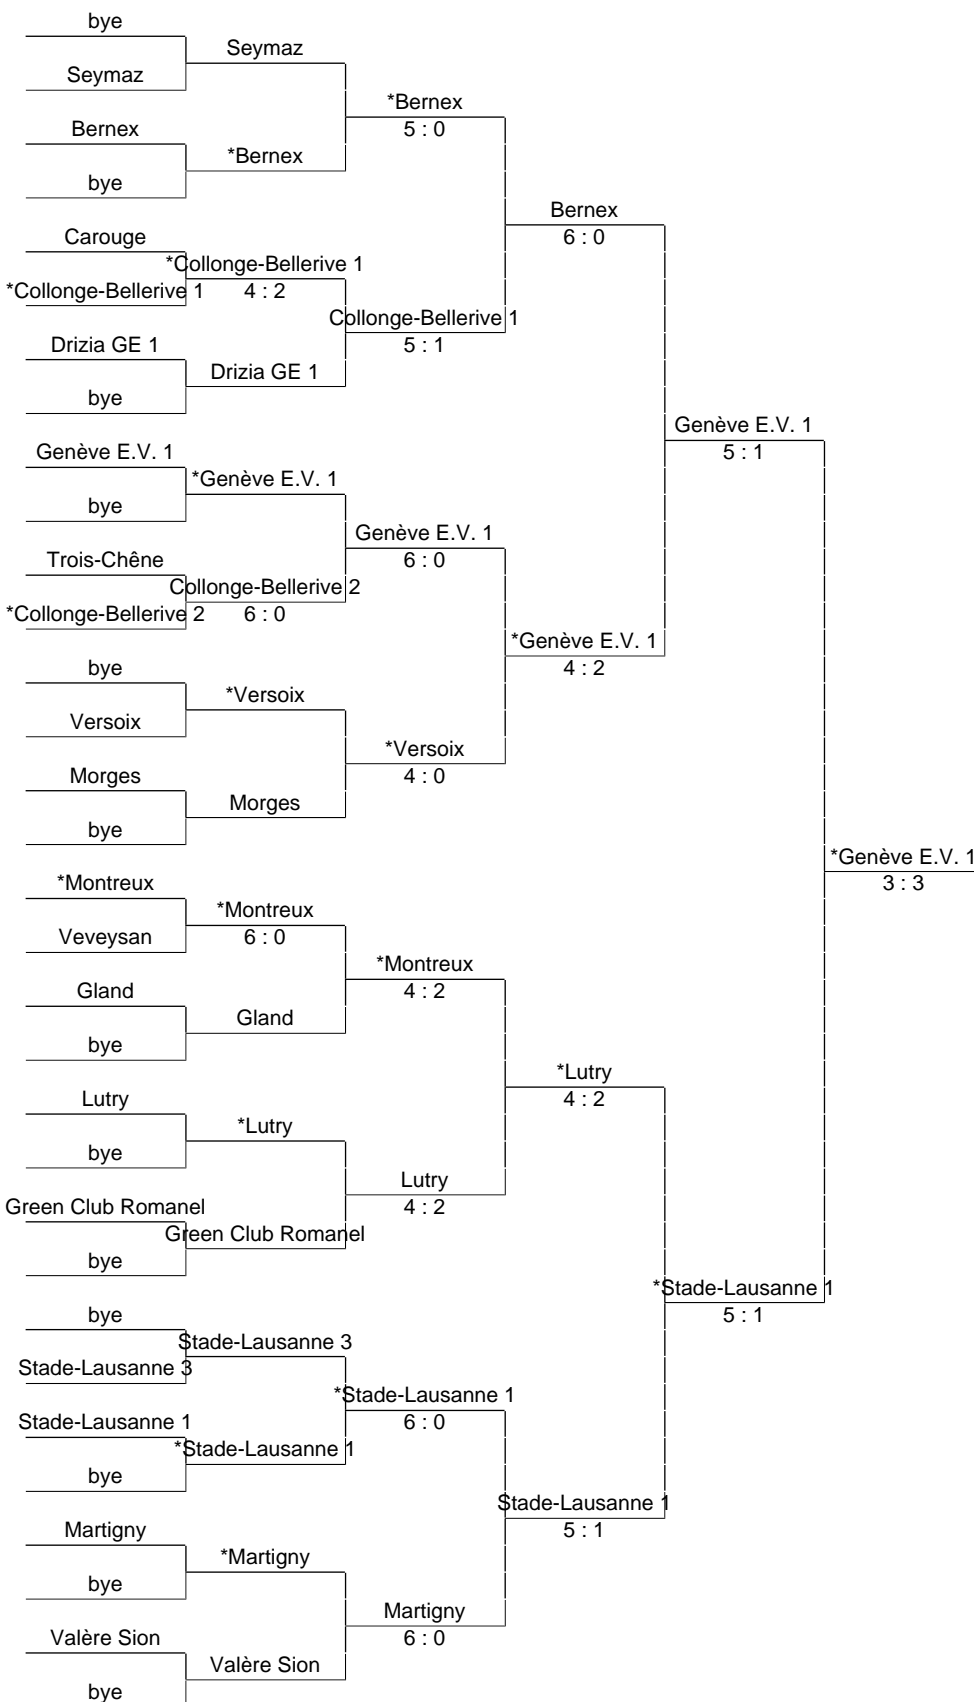 bye
Seymaz
Seymaz
*Bernex
5 : 0
Bernex
*Bernex
bye
Bernex
6 : 0
Carouge
*Collonge-Bellerive 1
*Collonge-Bellerive 1
4 : 2
Collonge-Bellerive 1
5 : 1
Drizia GE 1
Drizia GE 1
bye
Genève E.V. 1
5 : 1
Genève E.V. 1
*Genève E.V. 1
bye
Genève E.V. 1
6 : 0
Trois-Chêne
Collonge-Bellerive 2
*Collonge-Bellerive 2
6 : 0
*Genève E.V. 1
4 : 2
bye
*Versoix
Versoix
*Versoix
4 : 0
Morges
Morges
bye
*Genève E.V. 1
3 : 3
*Montreux
*Montreux
6 : 0
Veveysan
*Montreux
4 : 2
Gland
Gland
bye
*Lutry
4 : 2
Lutry
*Lutry
bye
Lutry
4 : 2
Green Club Romanel
Green Club Romanel
bye
*Stade-Lausanne 1
5 : 1
bye
Stade-Lausanne 3
Stade-Lausanne 3
*Stade-Lausanne 1
6 : 0
Stade-Lausanne 1
*Stade-Lausanne 1
bye
Stade-Lausanne 1
5 : 1
Martigny
*Martigny
bye
Martigny
6 : 0
Valère Sion
Valère Sion
bye